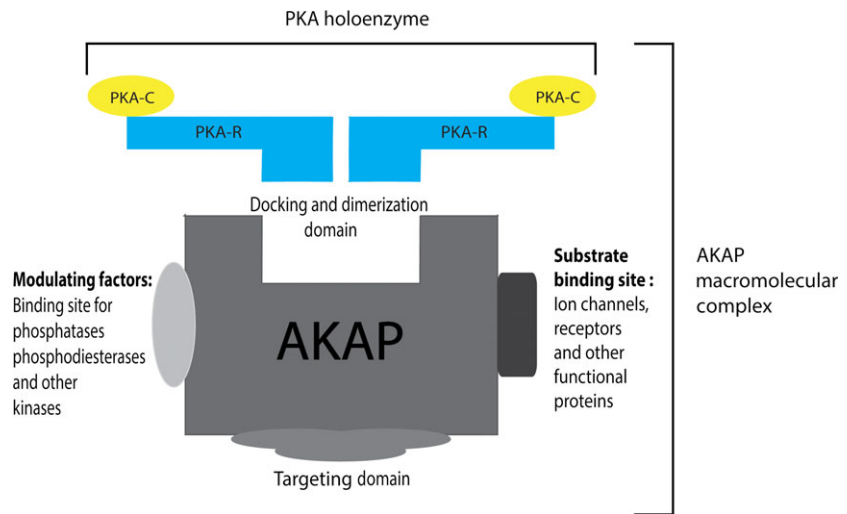 PKA holoenzyme
PKA-C
PKA-C
PKA-R
PKA-R
Docking and dimerization
domain
Modulating factors:
Binding site for
phosphatases
phosphodiesterases
and other
kinases
AKAP
Substrate
binding site :
Ion channels,
receptors
and other
functional
proteins
AKAP
macromolecular
complex
Targeting domain